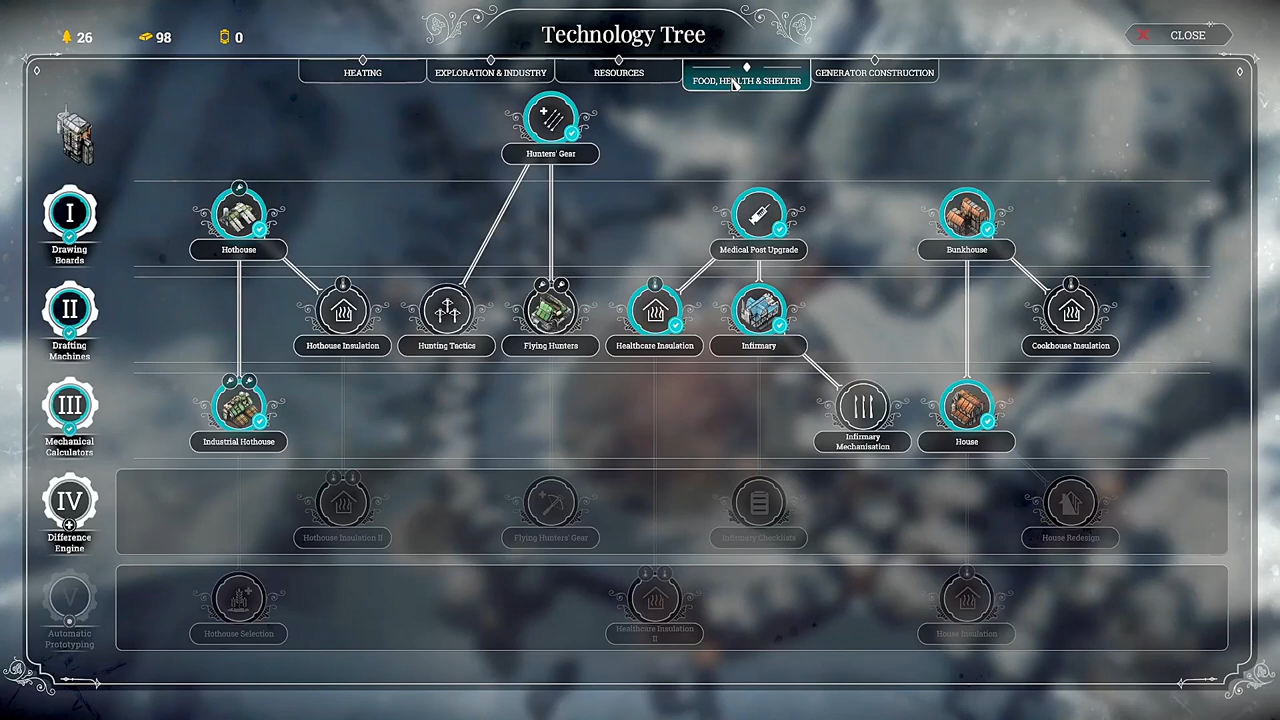 26
98
0
Technology Tree
CLOSE
HEATING
EXPLORATION & INDUSTRY
RESOURCES
FOOD, HEALTH & SHELTER
GENERATOR CONSTRUCTION
Hunters' Gear
I
Drawing
Boards
Hothouse
Medical Post Upgrade
Bunkhouse
II
Drafting
Machines
Hothouse Insulation
Hunting Tactics
Flying Hunters
Healthcare Insulation
Infirmary
Cookhouse Insulation
III
Mechanical
Calculators
Industrial Hothouse
Infirmary
Mechanisation
House
IV
Difference
Engine
Hothouse Insulation II
Flying Hunters' Gear
Infirmary Checklists
House Redesign
V
Automatic
Prototyping
Hothouse Selection
Healthcare Insulation
II
House Insulation